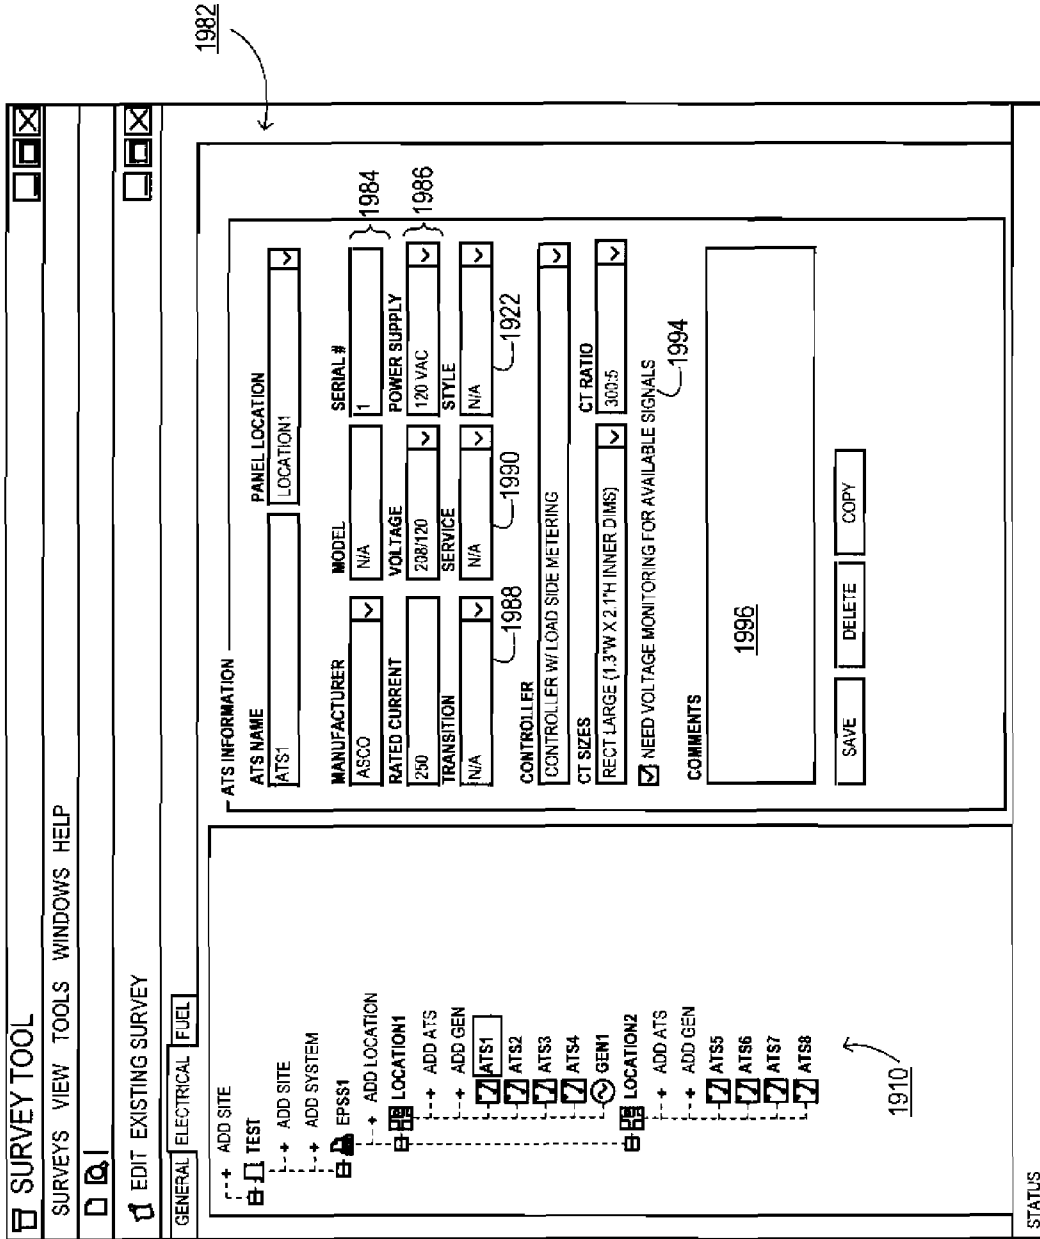 SURVEY TOOL
SURVEYS VIEW TOOLS WINDOWS HELP
EDIT EXISTING SURVEY
GENERAL ELECTRICAL FUEL
1982
+ ADD SITE
TEST
+ ADD SITE
+ ADD SYSTEM
EPSS1
+ ADD LOCATION
LOCATION1
+ ADD ATS
+ ADD GEN
ATS1
ATS2
ATS3
ATS4
GEN1
LOCATION2
+ ADD ATS
+ ADD GEN
ATS5
ATS6
ATS7
ATS8
1910
ATS INFORMATION
ATS NAME PANEL LOCATION
ATS1 LOCATION1
MANUFACTURER MODEL SERIAL #
ASCO N/A 1 1984
RATED CURRENT VOLTAGE POWER SUPPLY
250 208/120 120 VAC 1986
TRANSITION SERVICE STYLE
N/A N/A N/A
1988 1990 1922
CONTROLLER
CONTROLLER W/ LOAD SIDE METERING
CT SIZES CT RATIO
RECT LARGE (1.3"W X 2.1"H INNER DIMS) 300:5
NEED VOLTAGE MONITORING FOR AVAILABLE SIGNALS
1994
COMMENTS
1996
SAVE DELETE COPY
STATUS